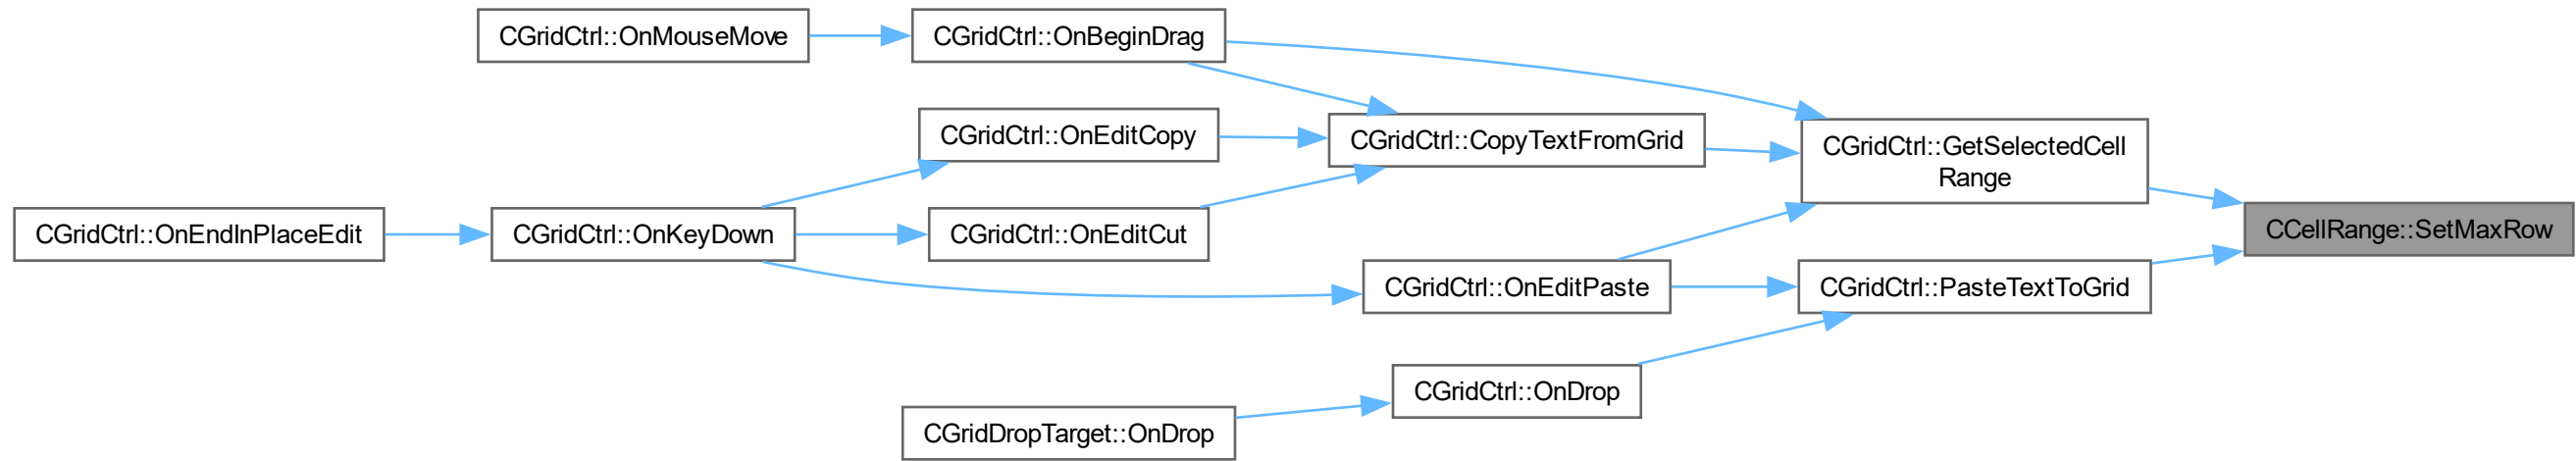 CGridCtrl::OnMouseMove
CGridCtrl::OnBeginDrag
CGridCtrl::OnEditCopy
CGridCtrl::CopyTextFromGrid
CGridCtrl::GetSelectedCell
Range
CGridCtrl::OnEndInPlaceEdit
CGridCtrl::OnKeyDown
CGridCtrl::OnEditCut
CCellRange::SetMaxRow
CGridCtrl::OnEditPaste
CGridCtrl::PasteTextToGrid
CGridCtrl::OnDrop
CGridDropTarget::OnDrop